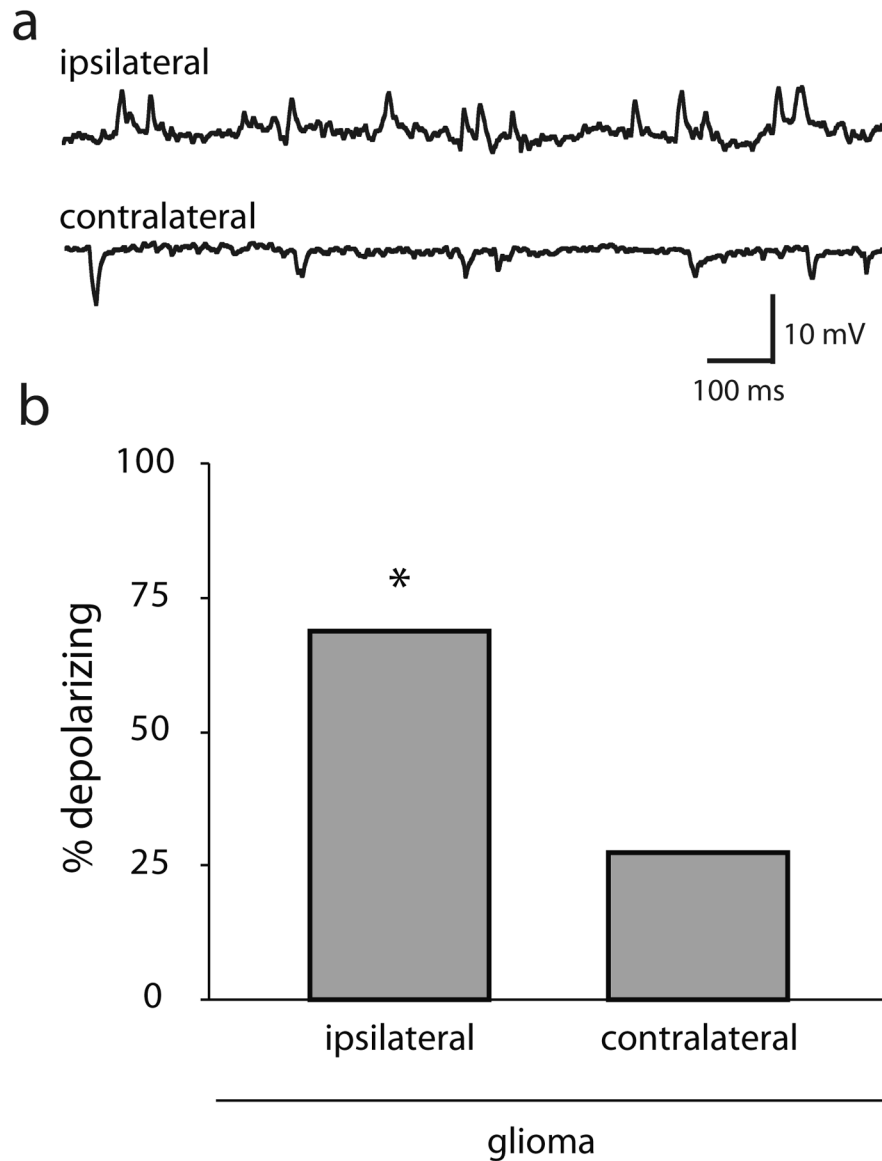 a
ipsilateral
contralateral
10 mV
100 ms
b
% depolarizing
100
75
50
25
0
*
ipsilateral
contralateral
glioma